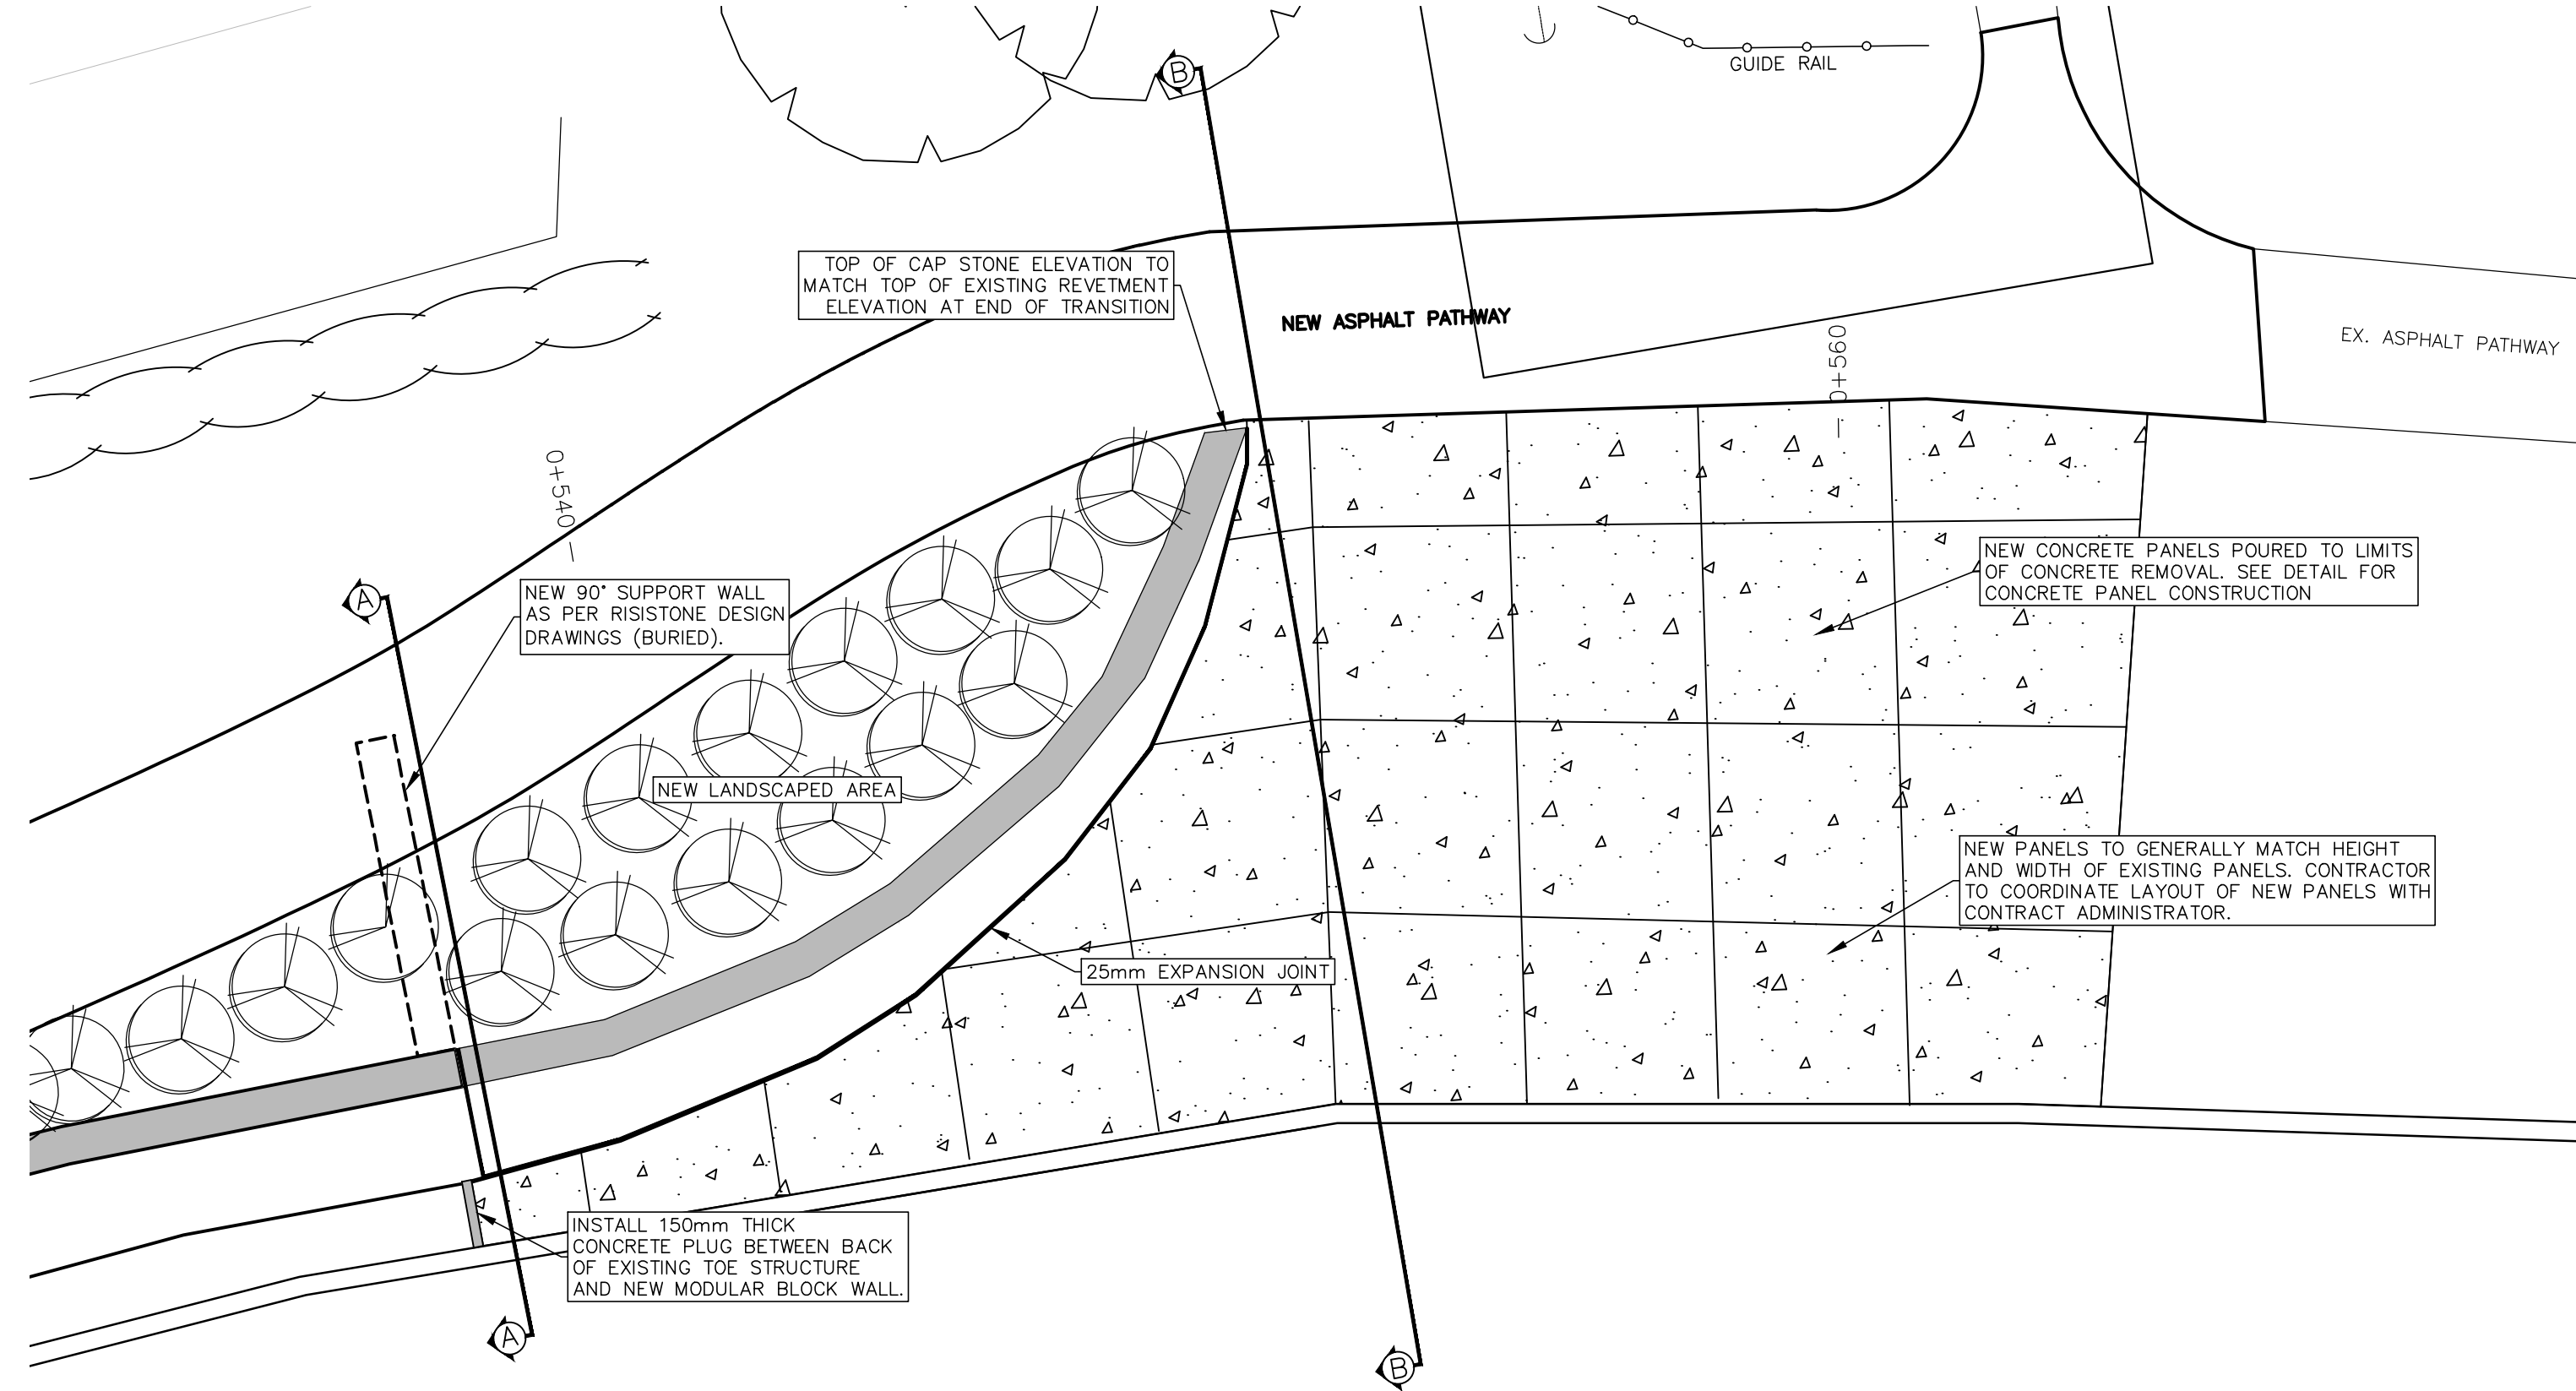 B
GUIDE RAIL
TOP OF CAP STONE ELEVATION TO
MATCH TOP OF EXISTING REVETMENT
ELEVATION AT END OF TRANSITION
NEW ASPHALT PATHWAY
0+560
EX. ASPHALT PATHWAY
0+540
A
NEW 90° SUPPORT WALL
AS PER RISISTONE DESIGN
DRAWINGS (BURIED).
NEW CONCRETE PANELS POURED TO LIMITS
OF CONCRETE REMOVAL. SEE DETAIL FOR
CONCRETE PANEL CONSTRUCTION
NEW LANDSCAPED AREA
NEW PANELS TO GENERALLY MATCH HEIGHT
AND WIDTH OF EXISTING PANELS. CONTRACTOR
TO COORDINATE LAYOUT OF NEW PANELS WITH
CONTRACT ADMINISTRATOR.
25mm EXPANSION JOINT
INSTALL 150mm THICK
CONCRETE PLUG BETWEEN BACK
OF EXISTING TOE STRUCTURE
AND NEW MODULAR BLOCK WALL.
A
B